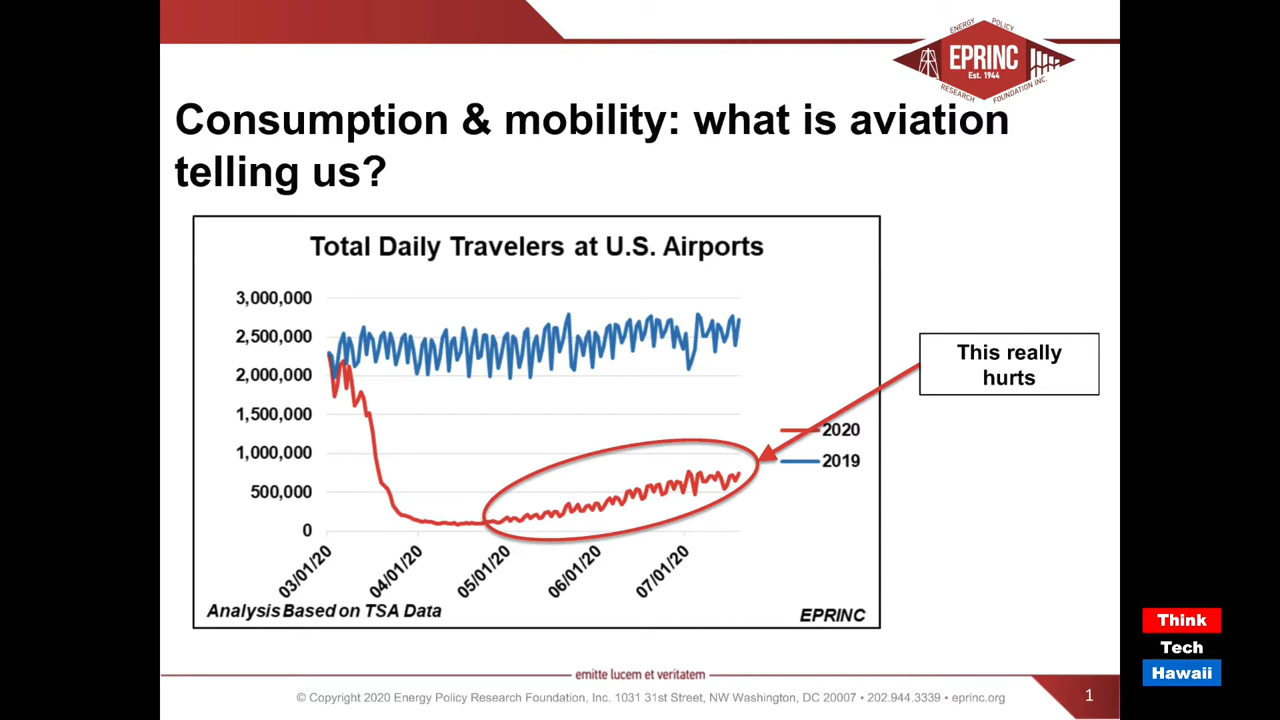 ENERGY POLICY
EPRINC
Est. 1944
RESEARCH FOUNDATION INC.
Consumption & mobility: what is aviation
telling us?
Total Daily Travelers at U.S. Airports
3,000,000
2,500,000
2,000,000
1,500,000
1,000,000
500,000
0
03/01/20
04/01/20
05/01/20
06/01/20
07/01/20
2020
2019
This really
hurts
Analysis Based on TSA Data
EPRINC
emitte lucem et veritatem
© Copyright 2020 Energy Policy Research Foundation, Inc. 1031 31st Street, NW Washington, DC 20007 • 202.944.3339 • eprinc.org
1
Think
Tech
Hawaii